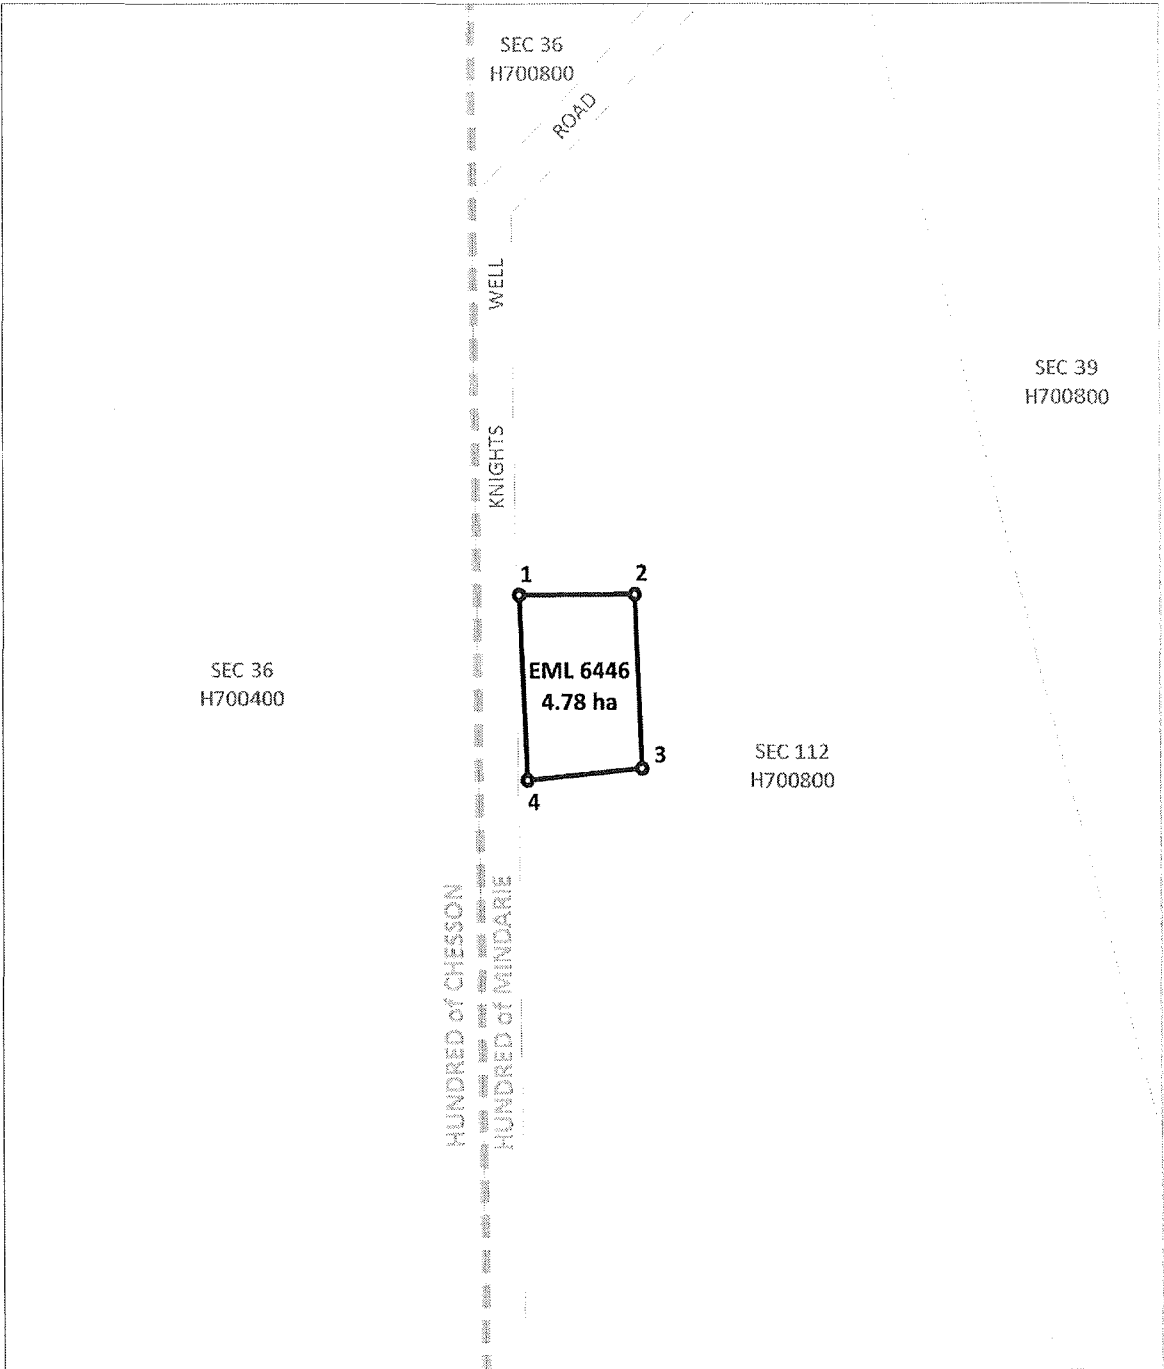 SEC 36
H700800
ROAD
WELL
KNIGHTS
SEC 39
H700800
1
2
EML 6446
4.78 ha
SEC 36
H700400
3
4
SEC 112
H700800
HUNDRED of CHESSON
HUNDRED of MINDARIE